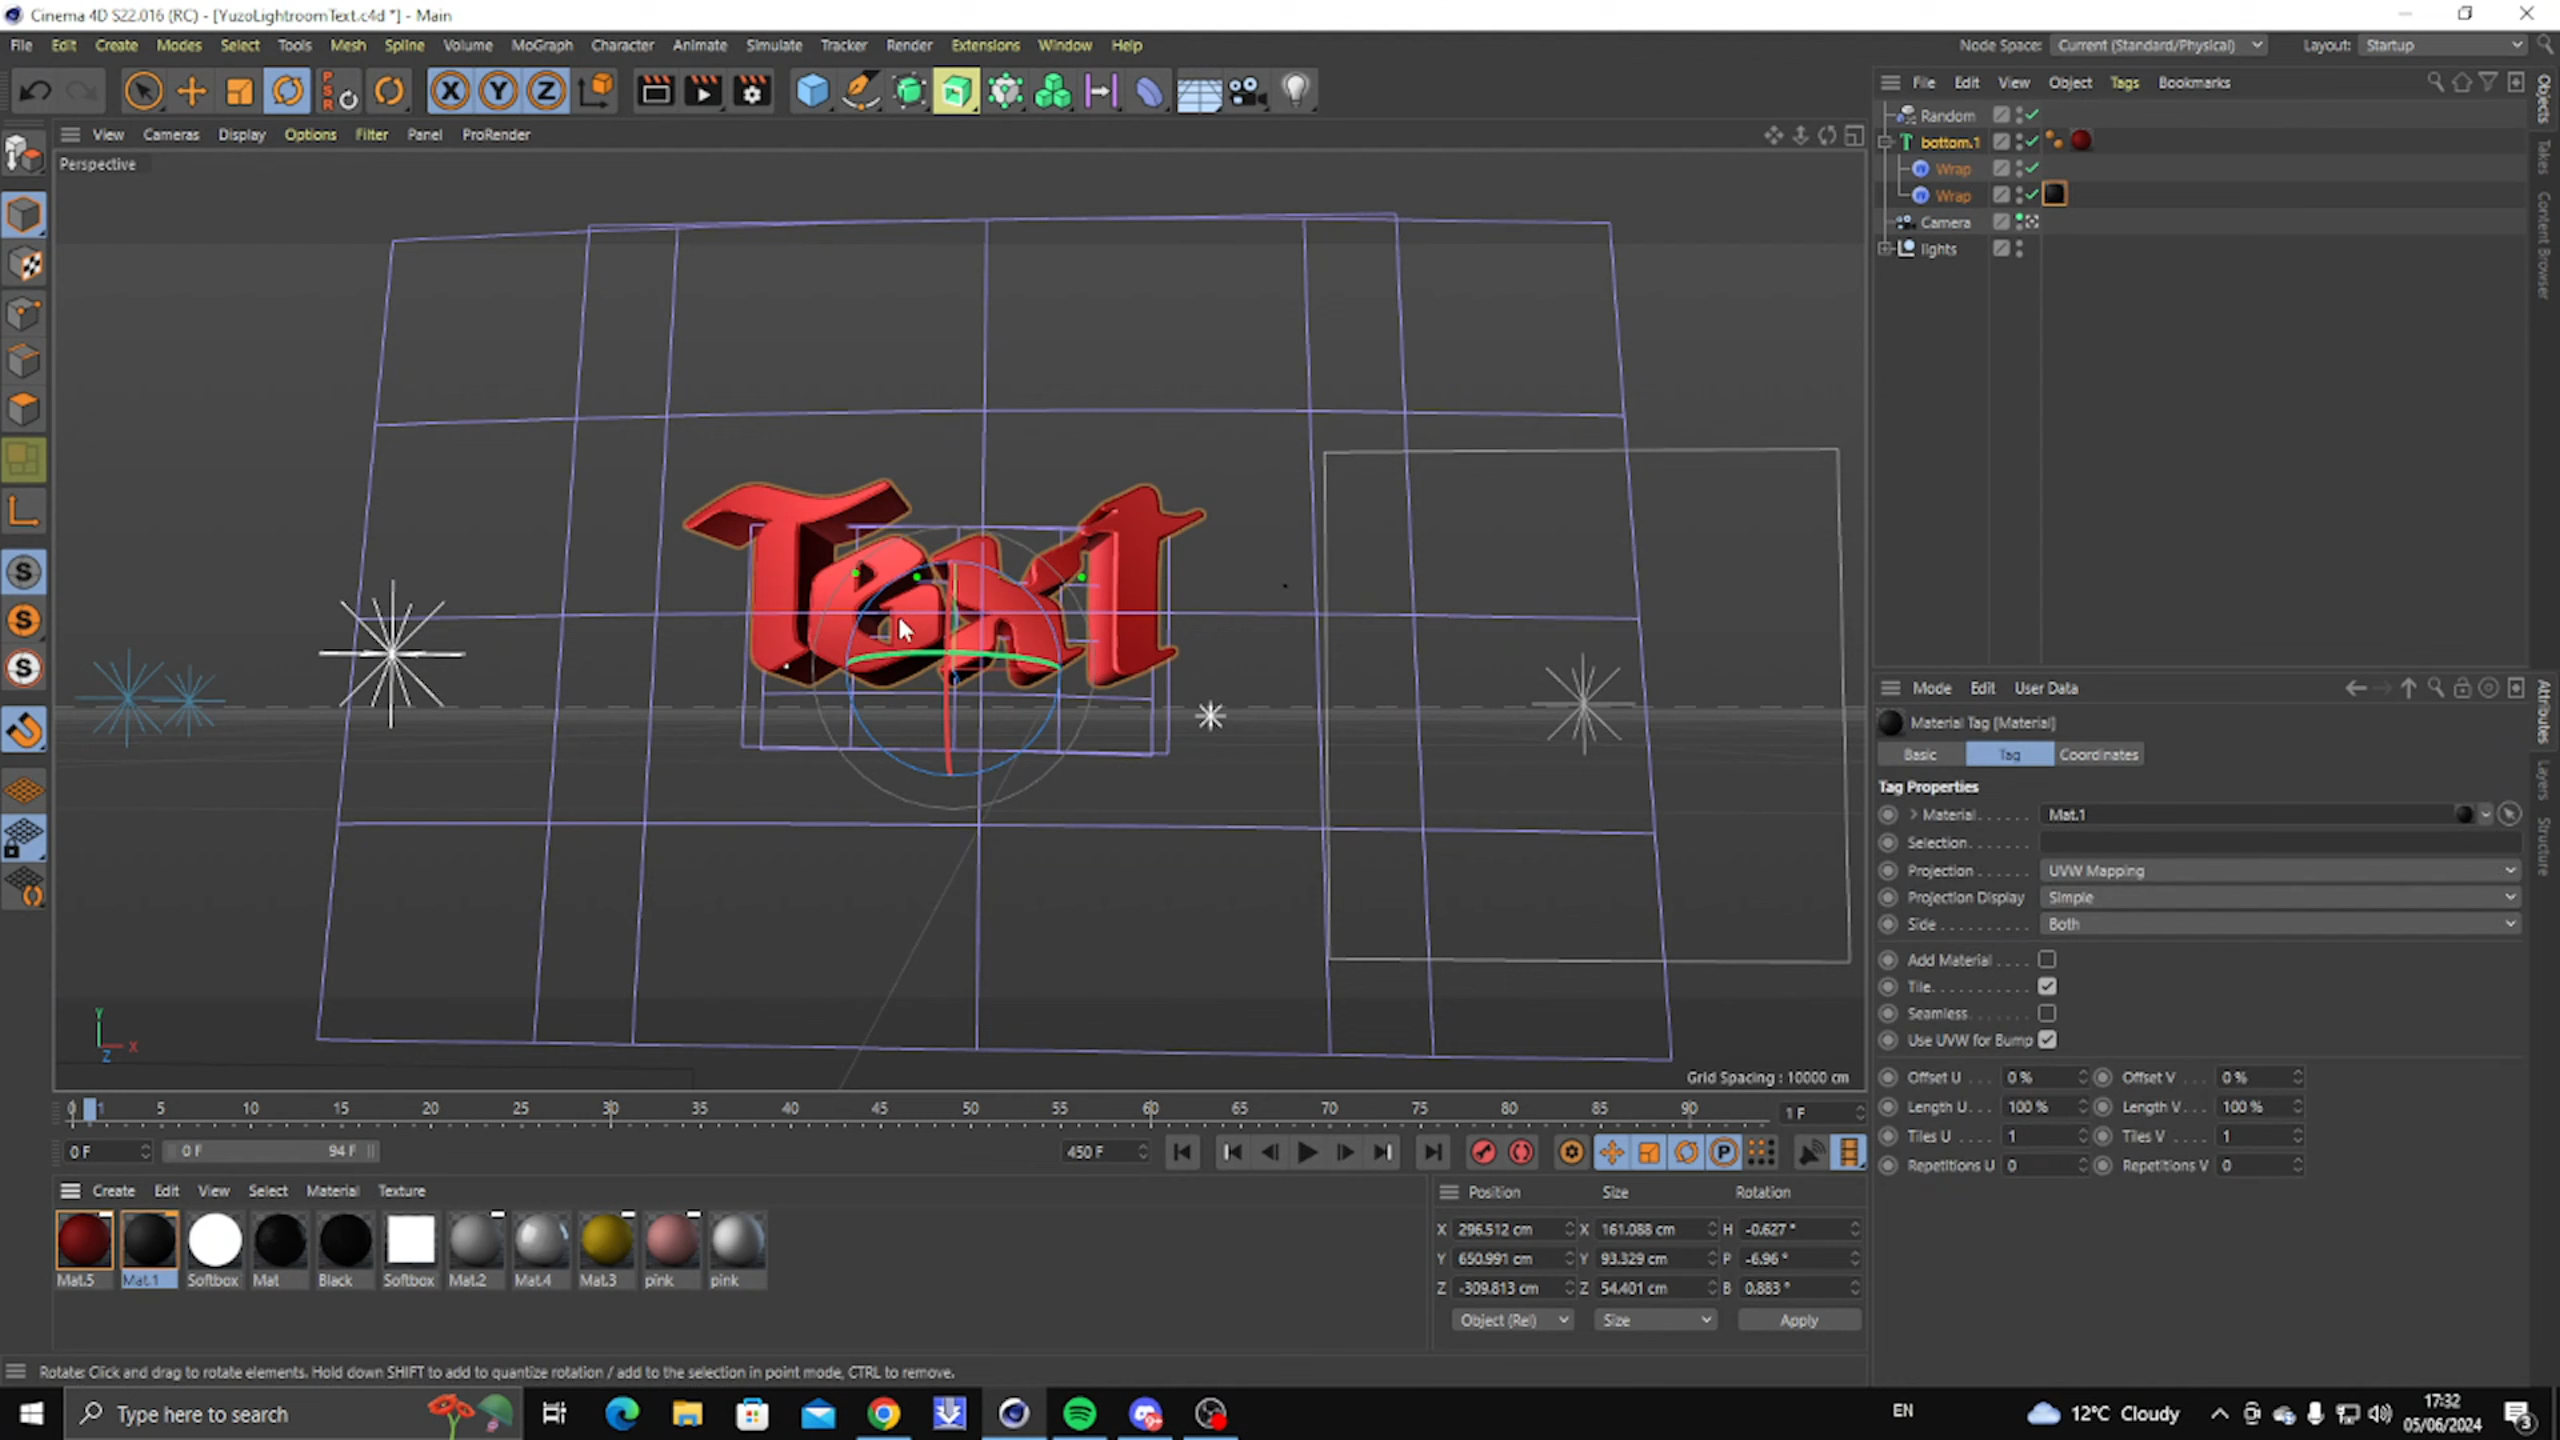 Cinema 4D S22.016 (RC) - [YuzoLightroomText.c4d *] - Main
File Edit Create Modes Select Tools Mesh Spline Volume MoGraph Character Animate Simulate Tracker Render Extensions Window Help
Node Space: Current (Standard/Physical) Layout: Startup
PSR X Y Z
File Edit View Object Tags Bookmarks
View Cameras Display Options Filter Panel ProRender
Perspective
Random
bottom.1
Wrap
Wrap
Camera
lights
Objects
Takes
Content Browser
Text
Mode Edit User Data
Material Tag [Material]
Basic Tag Coordinates
Tag Properties
Material Mat.1
Selection
Projection UVW Mapping
Projection Display Simple
Side Both
Add Material
Tile
Seamless
Use UVW for Bump
Offset U 0 % Offset V 0 %
Length U 100 % Length V 100 %
Tiles U 1 Tiles V 1
Repetitions U 0 Repetitions V 0
Attributes
Layers
Structure
S
S
S
Y
X
Z
Grid Spacing : 10000 cm
0 1 5 10 15 20 25 30 35 40 45 50 55 60 65 70 75 80 85 90 1 F
0 F 0 F 94 F 450 F P
Create Edit View Select Material Texture
Mat.5 Mat.1 Softbox Mat Black Softbox Mat.2 Mat.4 Mat.3 pink pink
Position Size Rotation
X 296.512 cm X 161.088 cm H -0.627 °
Y 650.991 cm Y 93.329 cm P -6.96 °
Z -309.813 cm Z 54.401 cm B 0.883 °
Object (Rel) Size Apply
Rotate: Click and drag to rotate elements. Hold down SHIFT to add to quantize rotation / add to the selection in point mode, CTRL to remove.
Type here to search
EN
12°C Cloudy
17:32
05/06/2024
3